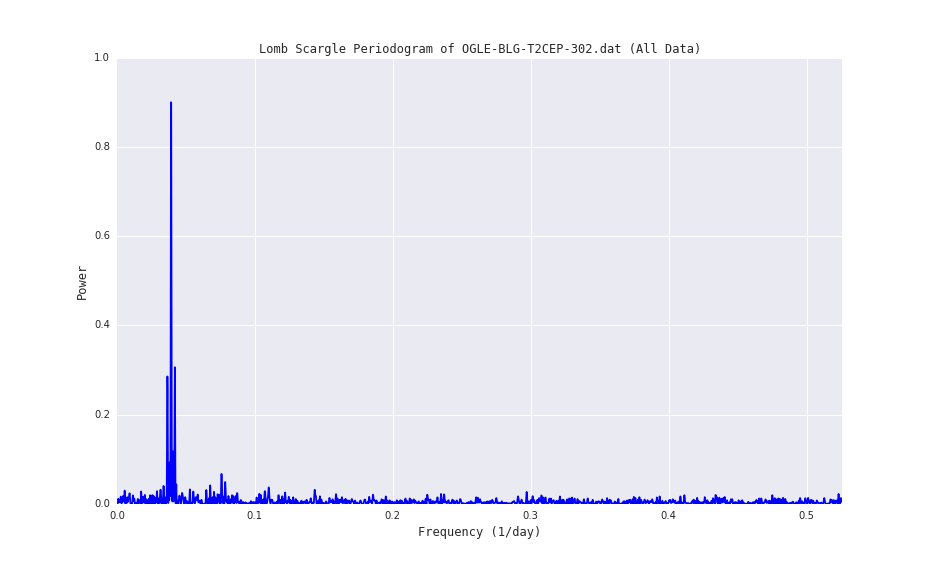 Lomb Scargle Periodogram of OGLE-BLG-T2CEP-302.dat (All Data)
1.0
0.8
0.6
0.4
0.2
0.0
Power
0.0 0.1 0.2 0.3 0.4 0.5
Frequency (1/day)